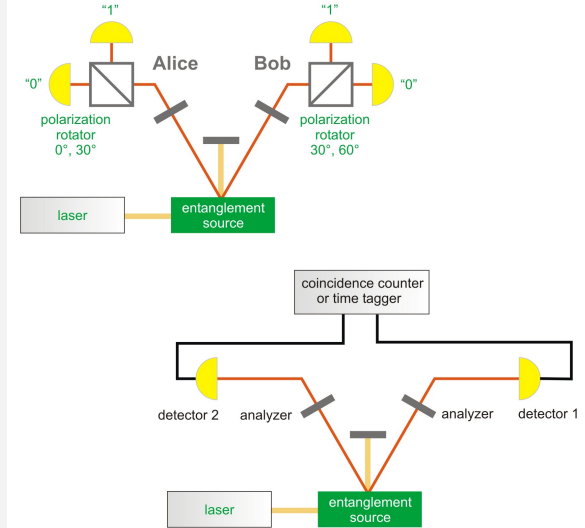 “1”
“1”
Alice
Bob
“0”
“0”
polarization
rotator
0°, 30°
polarization
rotator
30°, 60°
laser
entanglement
source
coincidence counter
or time tagger
detector 2
analyzer
analyzer
detector 1
laser
entanglement
source